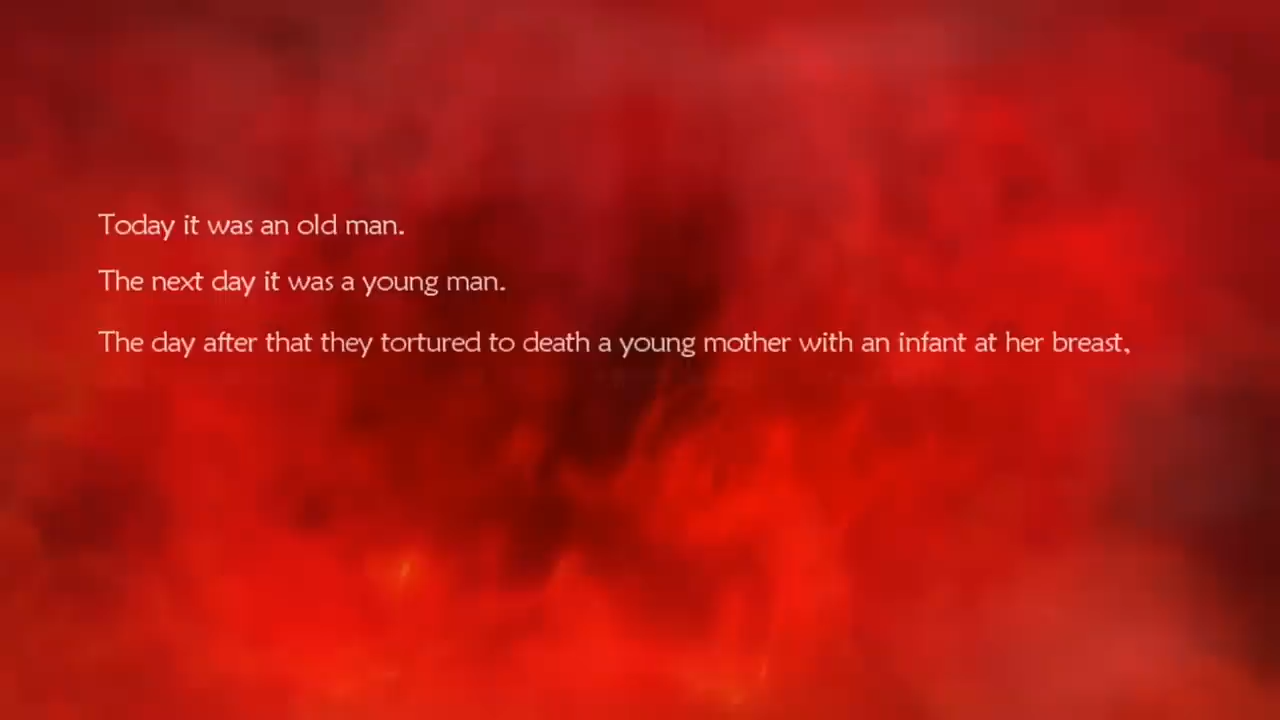 Today it was an old man.
The next day it was a young man.
The day after that they tortured to death a young mother with an infant at her breast,